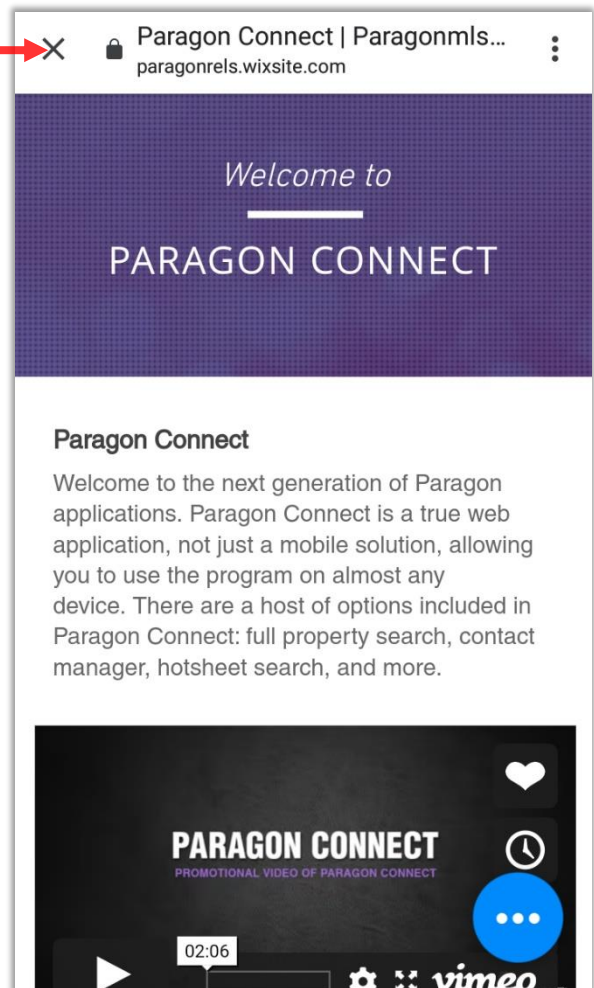 Paragon Connect | Paragonmls...
paragonrels.wixsite.com
Welcome to
PARAGON CONNECT
Paragon Connect
Welcome to the next generation of Paragon
applications. Paragon Connect is a true web
application, not just a mobile solution, allowing
you to use the program on almost any
device. There are a host of options included in
Paragon Connect: full property search, contact
manager, hotsheet search, and more.
PARAGON CONNECT
PROMOTIONAL VIDEO OF PARAGON CONNECT
02:06
vimeo